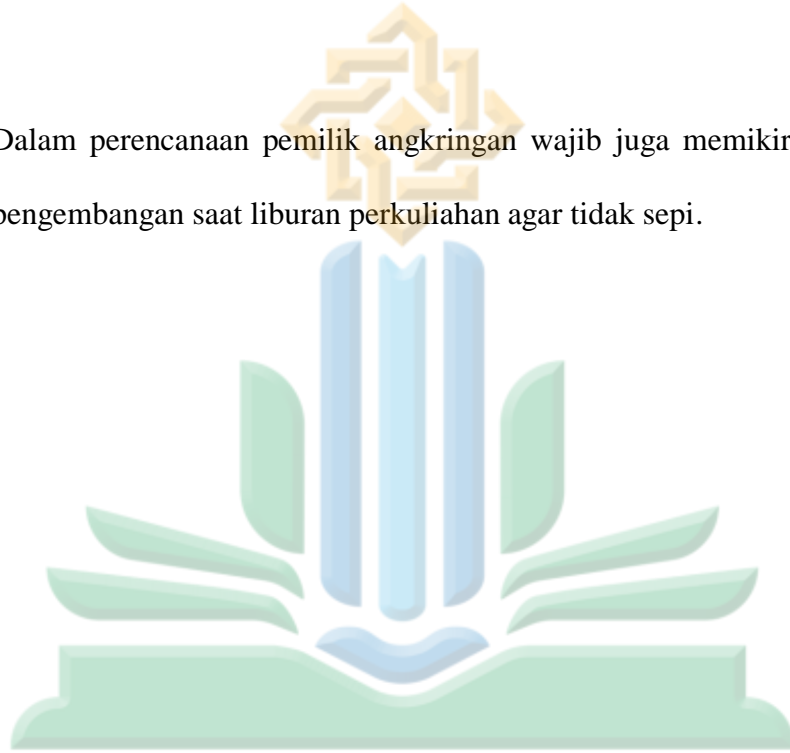 Dalam perencanaan pemilik angkringan wajib juga memikir
pengembangan saat liburan perkuliahan agar tidak sepi.